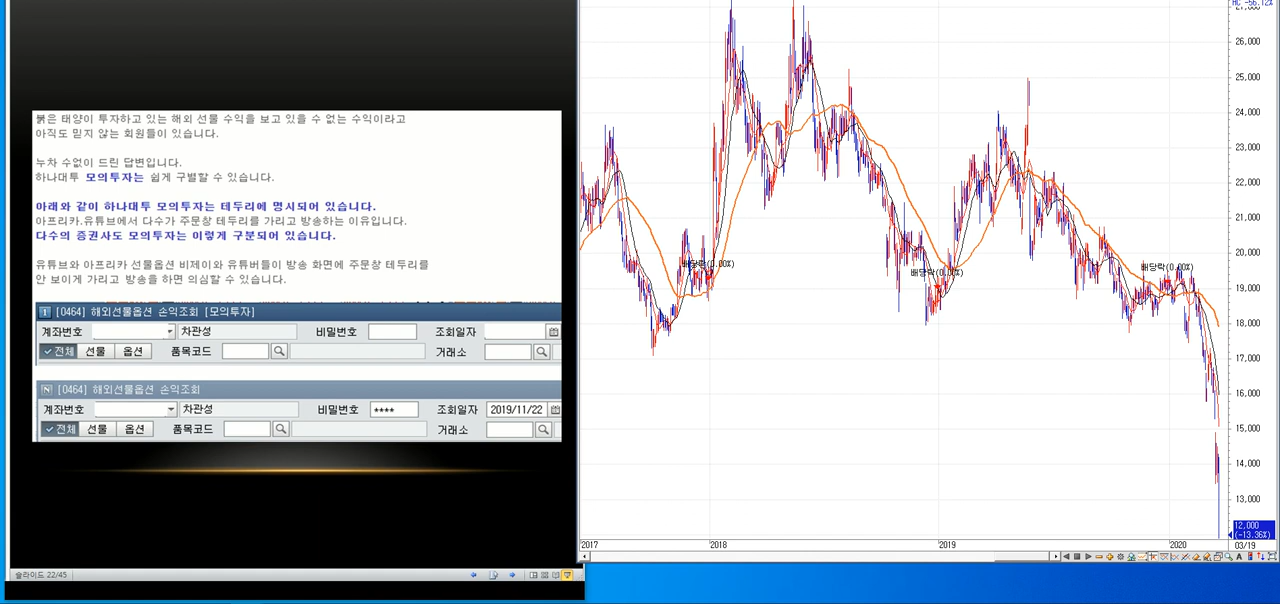 붉은 태양이 투자하고 있는 해외 선물 수익을 보고 있을 수 없는 수익이라고
아직도 믿지 않는 회원들이 있습니다.
누차 수없이 드린 답변입니다.
하나대투 모의투자는 쉽게 구별할 수 있습니다.
아래와 같이 하나대투 모의투자는 테두리에 명시되어 있습니다.
아프리카,유튜브에서 다수가 주문창 테두리를 가리고 방송하는 이유입니다.
다수의 증권사도 모의투자는 이렇게 구분되어 있습니다.
유튜브와 아프리카 선물옵션 비제이와 유튜버들이 방송 화면에 주문창 테두리를
안 보이게 가리고 방송을 하면 의심할 수 있습니다.
[0464] 해외선물옵션 손익조회 [모의투자]
계좌번호 차관성 비밀번호 조회일자
✓전체 선물 옵션 품목코드 거래소
N [0464] 해외선물옵션 손익조회
계좌번호 차관성 비밀번호 **** 조회일자 2019/11/22
✓전체 선물 옵션 품목코드 거래소
슬라이드 22/45
27,000
26,000
25,000
24,000
23,000
22,000
21,000
20,000
19,000
18,000
17,000
16,000
15,000
14,000
13,000
12,000
(-13.36%)
배당락(0.00%)
배당락(0.00%)
배당락(0.00%)
2017 2018 2019 2020 03/19